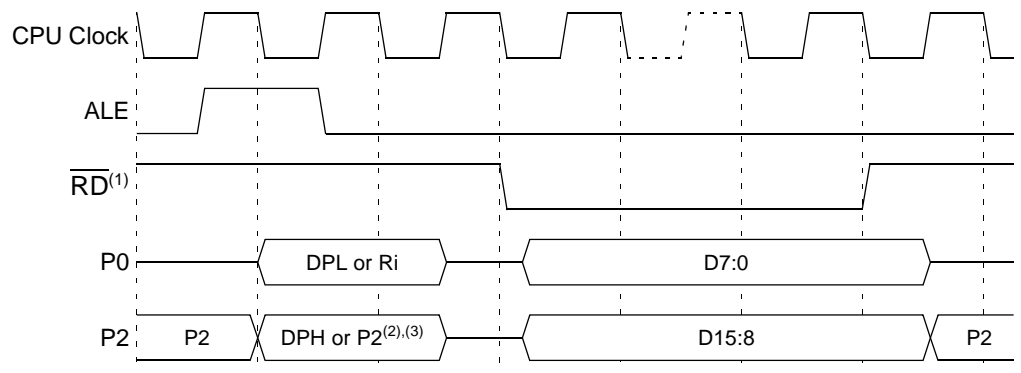 CPU Clock
ALE
RD(1)
P0 DPL or Ri D7:0
P2 P2 DPH or P2(2),(3) D15:8 P2